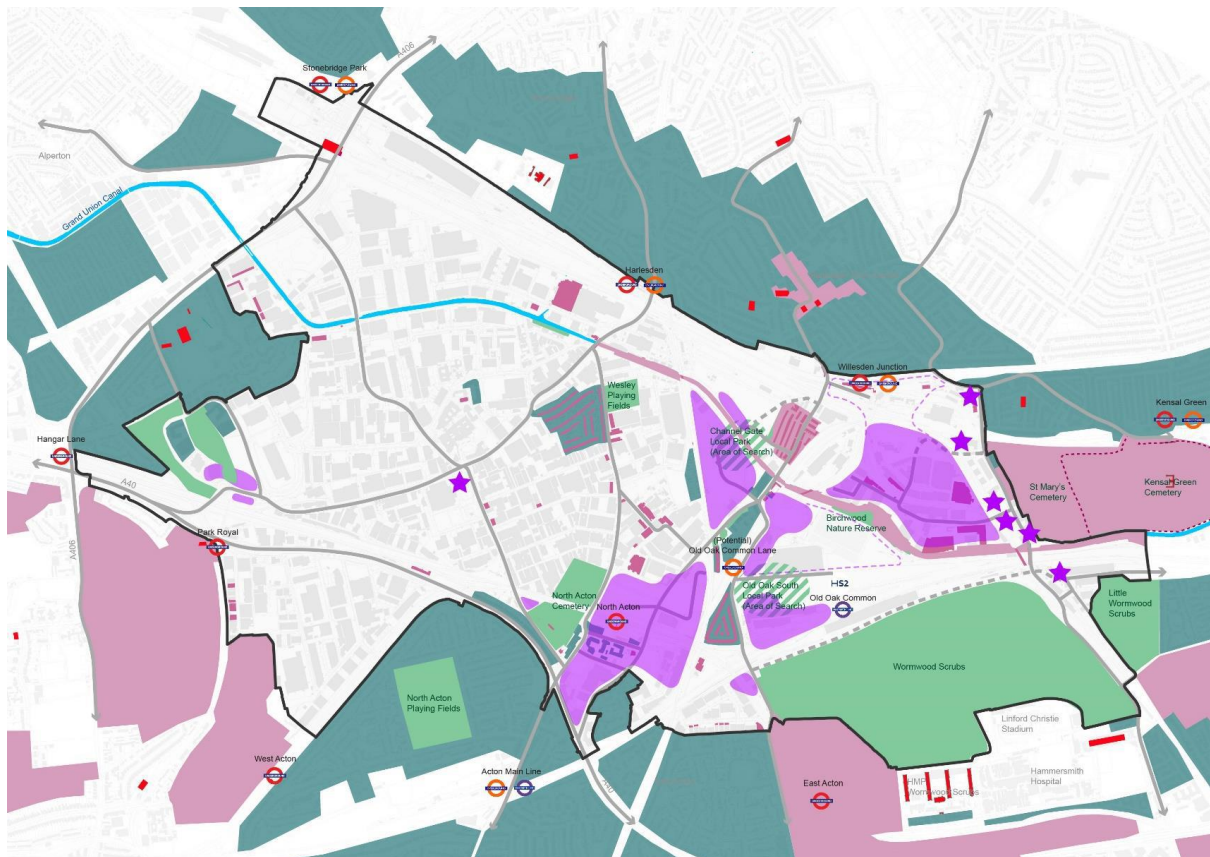 A406
Stonebridge Park
Alperton
Grand Union Canal
Harlesden
Willesden Junction
Wesley
Playing
Fields
Kensal Green
Channel Gate
Local Park
(Area of Search)
Hangar Lane
A40
St Mary's
Cemetery
Kensal Green
Cemetery
Birchwood
Nature Reserve
A406
Park Royal
(Potential)
Old Oak Common Lane
HS2
Old Oak South
Local Park
(Area of Search)
Old Oak Common
North Acton
Cemetery
North Acton
Little
Wormwood
Scrubs
Wormwood Scrubs
North Acton
Playing Fields
Linford Christie
Stadium
West Acton
Acton Main Line
A40
East Acton
HMP
Wormwood Scrubs
Hammersmith
Hospital